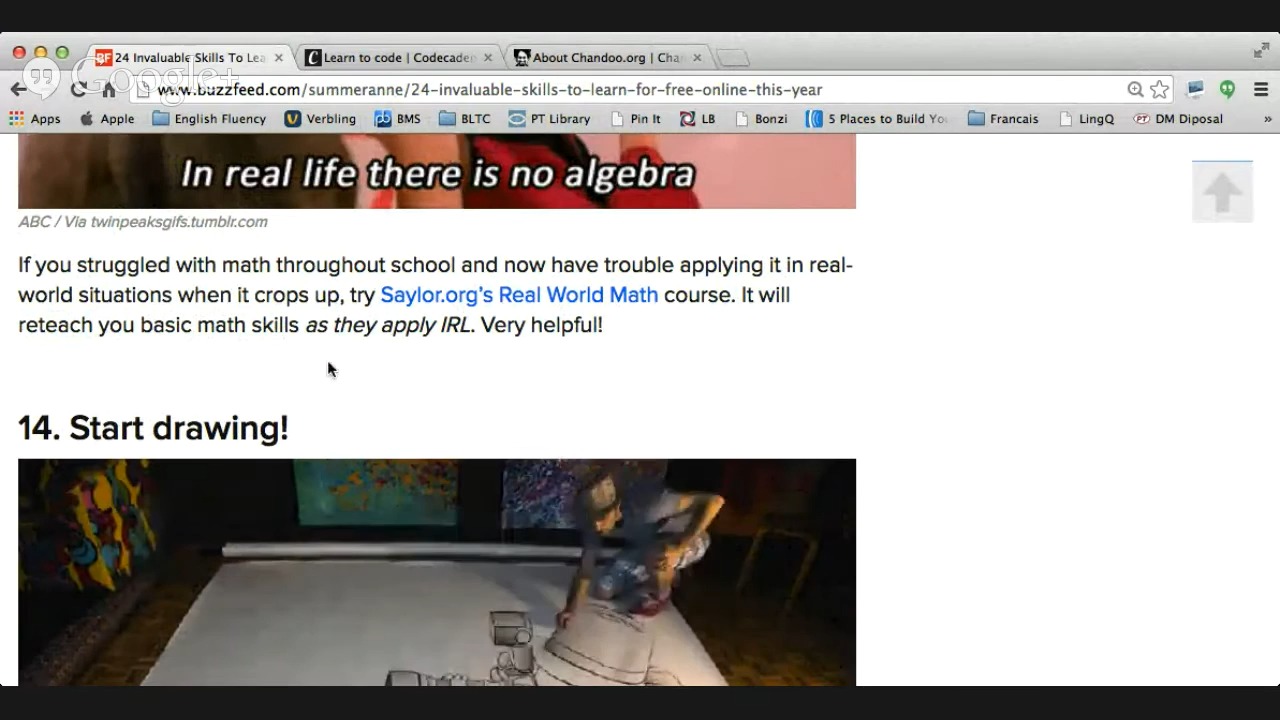 24 Invaluable Skills To Lea
Learn to code | Codecader
About Chandoo.org | Cha
Google+
www.buzzfeed.com/summeranne/24-invaluable-skills-to-learn-for-free-online-this-year
Apps Apple English Fluency Verbling BMS BLTC PT Library Pin It LB Bonzi 5 Places to Build Yo Francais LingQ DM Diposal »
In real life there is no algebra
ABC / Via twinpeaksgifs.tumblr.com
If you struggled with math throughout school and now have trouble applying it in real-
world situations when it crops up, try Saylor.org's Real World Math course. It will
reteach you basic math skills as they apply IRL. Very helpful!
14. Start drawing!